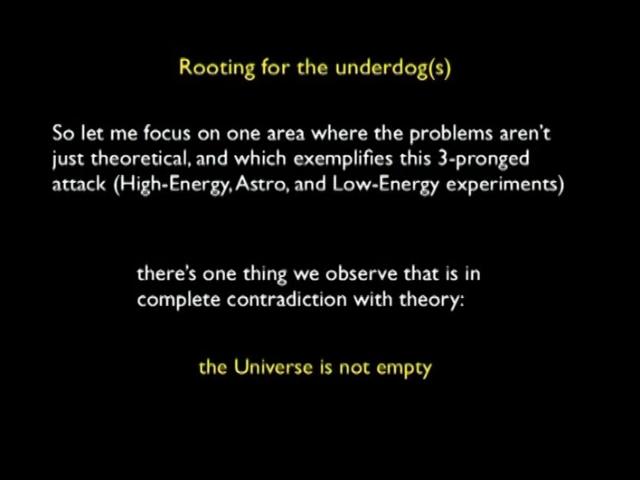 Rooting for the underdog(s)
So let me focus on one area where the problems aren't
just theoretical, and which exemplifies this 3-pronged
attack (High-Energy, Astro, and Low-Energy experiments)
there's one thing we observe that is in
complete contradiction with theory:
the Universe is not empty